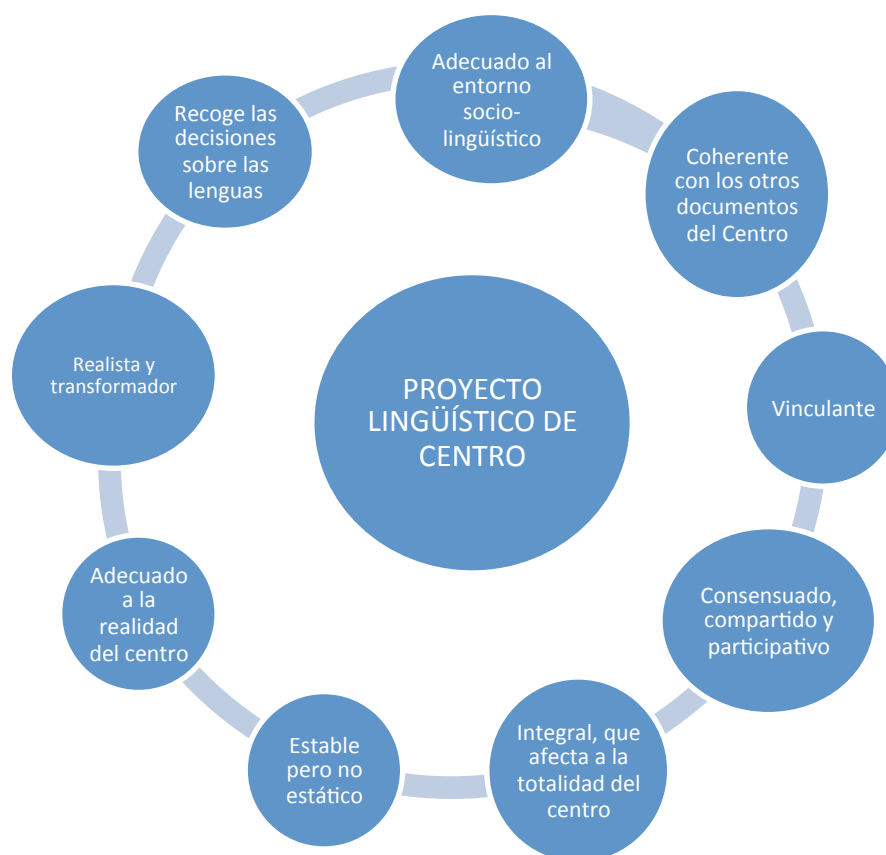 Adecuado al
entorno
socio-
lingüístico
Coherente
con los otros
documentos
del Centro
Vinculante
Consensuado,
compartido y
participativo
Integral, que
afecta a la
totalidad del
centro
Estable
pero no
estático
Adecuado
a la
realidad
del centro
Realista y
transformador
Recoge las
decisiones
sobre las
lenguas
PROYECTO
LINGÜÍSTICO DE
CENTRO